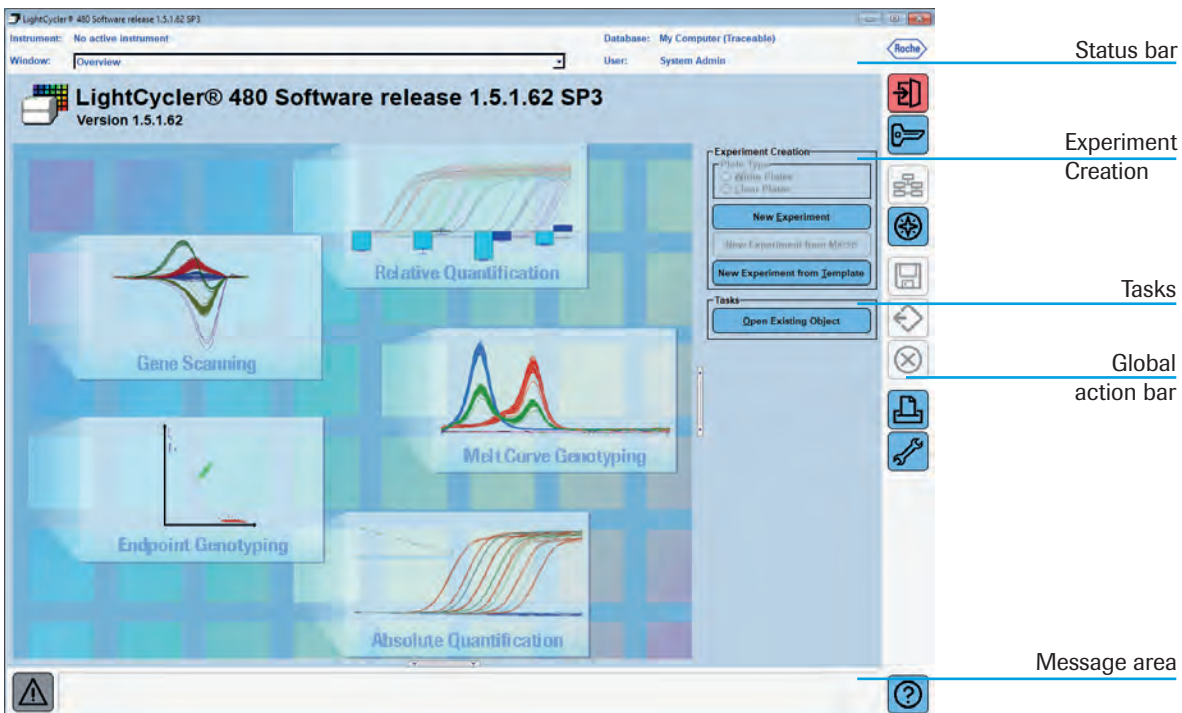 LightCycler® 480 Software release 1.5.1.62 SP3
Instrument: No active instrument
Database: My Computer (Traceable)
Window: Overview
User: System Admin
Roche
Status bar
LightCycler® 480 Software release 1.5.1.62 SP3
Version 1.5.1.62
Experiment Creation
Plate Type
White Plates
Clear Plates
New Experiment
New Experiment from Macro
New Experiment from Template
Tasks
Open Existing Object
Relative Quantification
Gene Scanning
Melt Curve Genotyping
Endpoint Genotyping
Absolute Quantification
Experiment
Creation
Tasks
Global
action bar
Message area